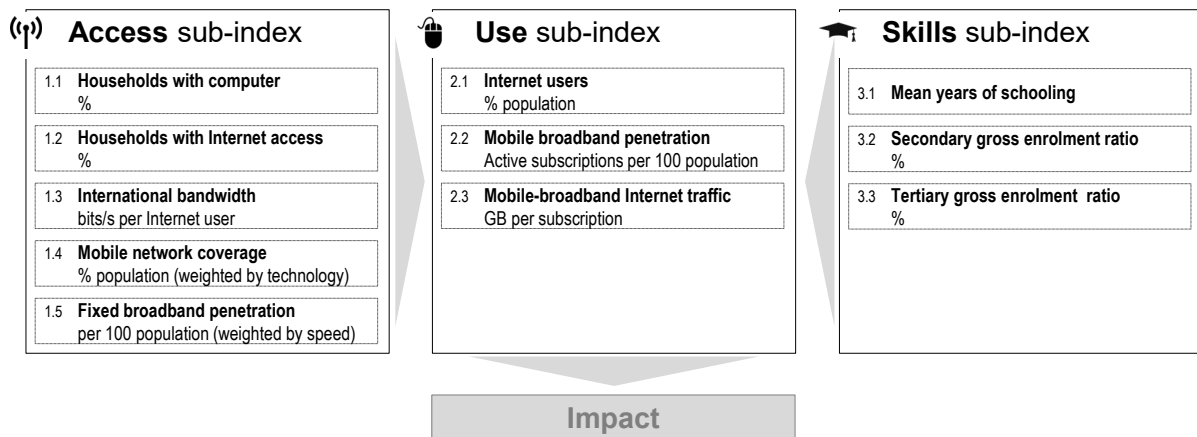 Access sub-index
1.1 Households with computer
%
1.2 Households with Internet access
%
1.3 International bandwidth
bits/s per Internet user
1.4 Mobile network coverage
% population (weighted by technology)
1.5 Fixed broadband penetration
per 100 population (weighted by speed)
Use sub-index
2.1 Internet users
% population
2.2 Mobile broadband penetration
Active subscriptions per 100 population
2.3 Mobile-broadband Internet traffic
GB per subscription
Skills sub-index
3.1 Mean years of schooling
3.2 Secondary gross enrolment ratio
%
3.3 Tertiary gross enrolment ratio
%
Impact